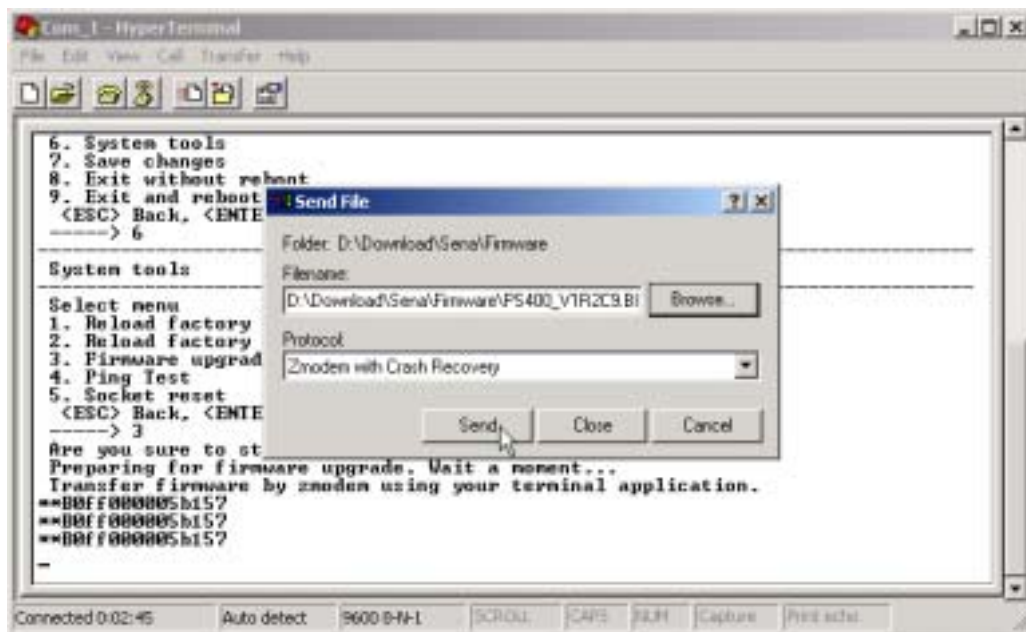 Com_1 - HyperTerminal
File Edit View Call Transfer Help
6. System tools
7. Save changes
8. Exit without reboot
9. Exit and reboot
<ESC> Back, <ENTE
-----> 6
System tools
Select menu
1. Reload factory
2. Reload factory
3. Firmware upgrad
4. Ping Test
5. Socket reset
<ESC> Back, <ENTE
-----> 3
Are you sure to st
Preparing for firmware upgrade. Wait a moment...
Transfer firmware by zmodem using your terminal application.
**B0ff000005b157
**B0ff000005b157
**B0ff000005b157
Send File
Folder: D:\Download\Sena\Firmware
Filename:
D:\Download\Sena\Firmware\PS400_V1R2C9.BI
Browse...
Protocol:
Zmodem with Crash Recovery
Send Close Cancel
Connected 0:02:45 Auto detect 9600 8-N-1 SCROLL CAPS NUM Capture Print echo